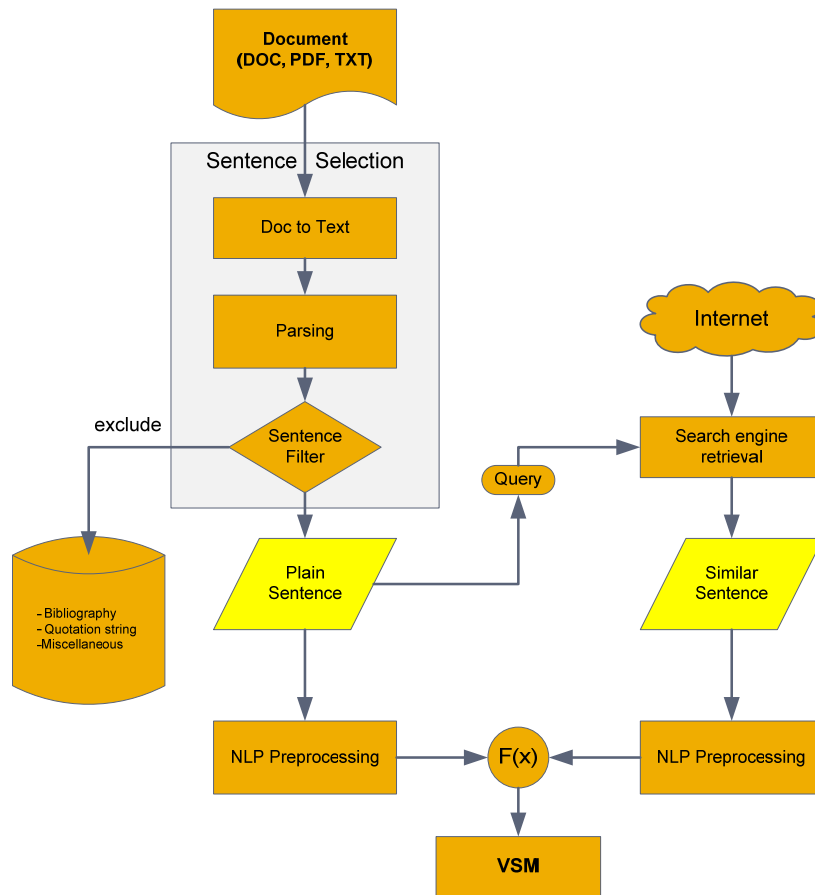 Document
(DOC, PDF, TXT)
Sentence Selection
Doc to Text
Parsing
exclude
Sentence
Filter
- Bibliography
- Quotation string
-Miscellaneous
Plain
Sentence
Query
Internet
Search engine
retrieval
Similar
Sentence
NLP Preprocessing
F(x)
NLP Preprocessing
VSM